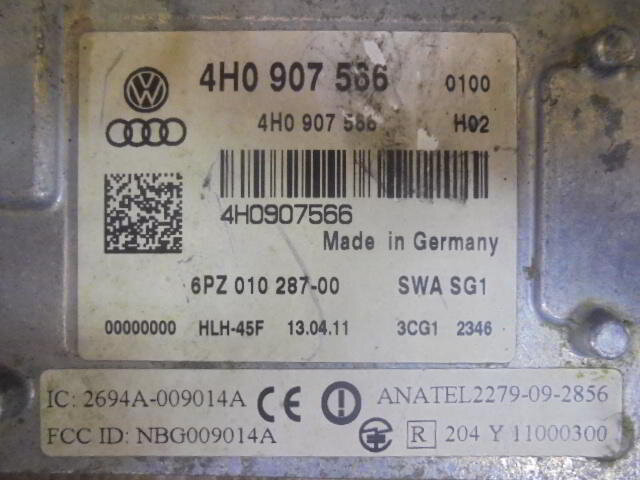 4H0 907 566 0100
4H0 907 566 H02
4H0907566
Made in Germany
6PZ 010 287-00 SWA SG1
00000000 HLH-45F 13.04.11 3CG1 2346
IC: 2694A-009014A CE ANATEL2279-09-2856
FCC ID: NBG009014A R 204 Y 11000300